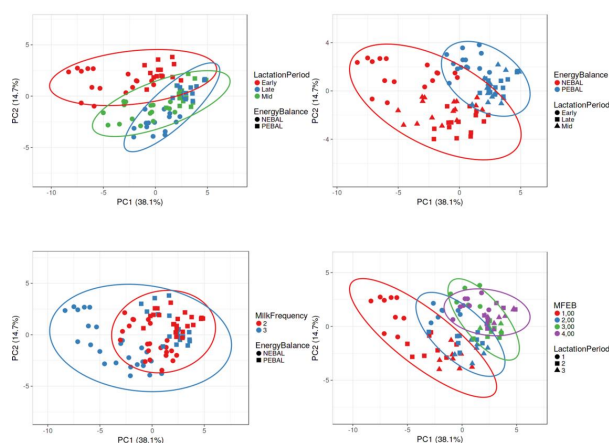 5
0
-5
PC2 (14.7%)
-10
-5
0
5
PC1 (38.1%)
LactationPeriod
Early
Late
Mid
EnergyBalance
NEBAL
PEBAL
4
0
-4
PC2 (14.7%)
-10
-5
0
5
PC1 (38.1%)
EnergyBalance
NEBAL
PEBAL
LactationPeriod
Early
Late
Mid
5
0
-5
PC2 (14.7%)
-10
-5
0
5
PC1 (38.1%)
MilkFrequency
2
3
EnergyBalance
NEBAL
PEBAL
5
0
-5
PC2 (14.7%)
-10
-5
0
5
PC1 (38.1%)
MFEB
1,00
2,00
3,00
4,00
LactationPeriod
1
2
3